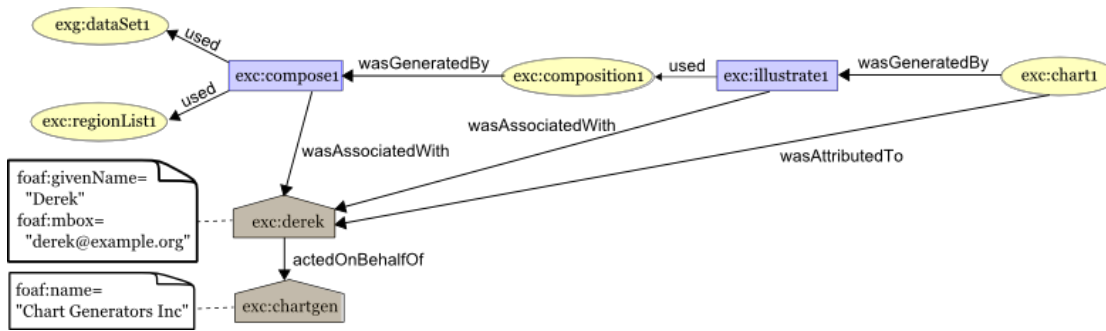 exg:dataSet1
used
exc:compose1
wasGeneratedBy
exc:composition1
used
exc:illustrate1
wasGeneratedBy
exc:chart1
used
exc:regionList1
wasAssociatedWith
wasAssociatedWith
wasAttributedTo
foaf:givenName=
"Derek"
foaf:mbox=
"derek@example.org"
exc:derek
actedOnBehalfOf
foaf:name=
"Chart Generators Inc"
exc:chartgen